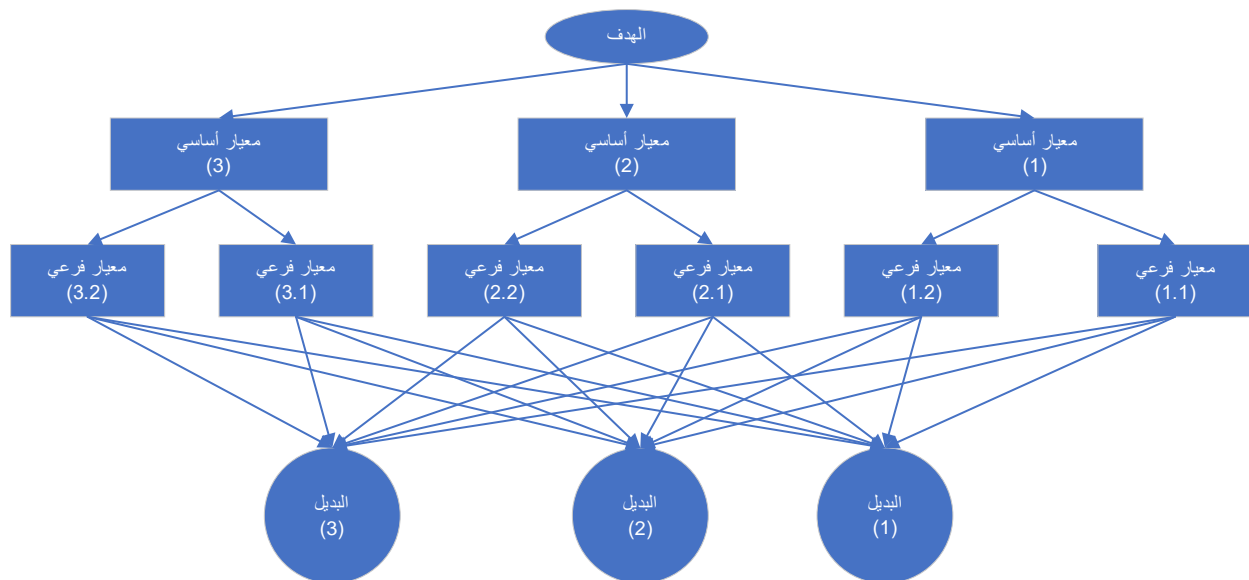 الهدف
معيار أساسي
(1)
معيار أساسي
(2)
معيار أساسي
(3)
معيار فرعي
(1.1)
معيار فرعي
(1.2)
معيار فرعي
(2.1)
معيار فرعي
(2.2)
معيار فرعي
(3.1)
معيار فرعي
(3.2)
البديل
(1)
البديل
(2)
البديل
(3)